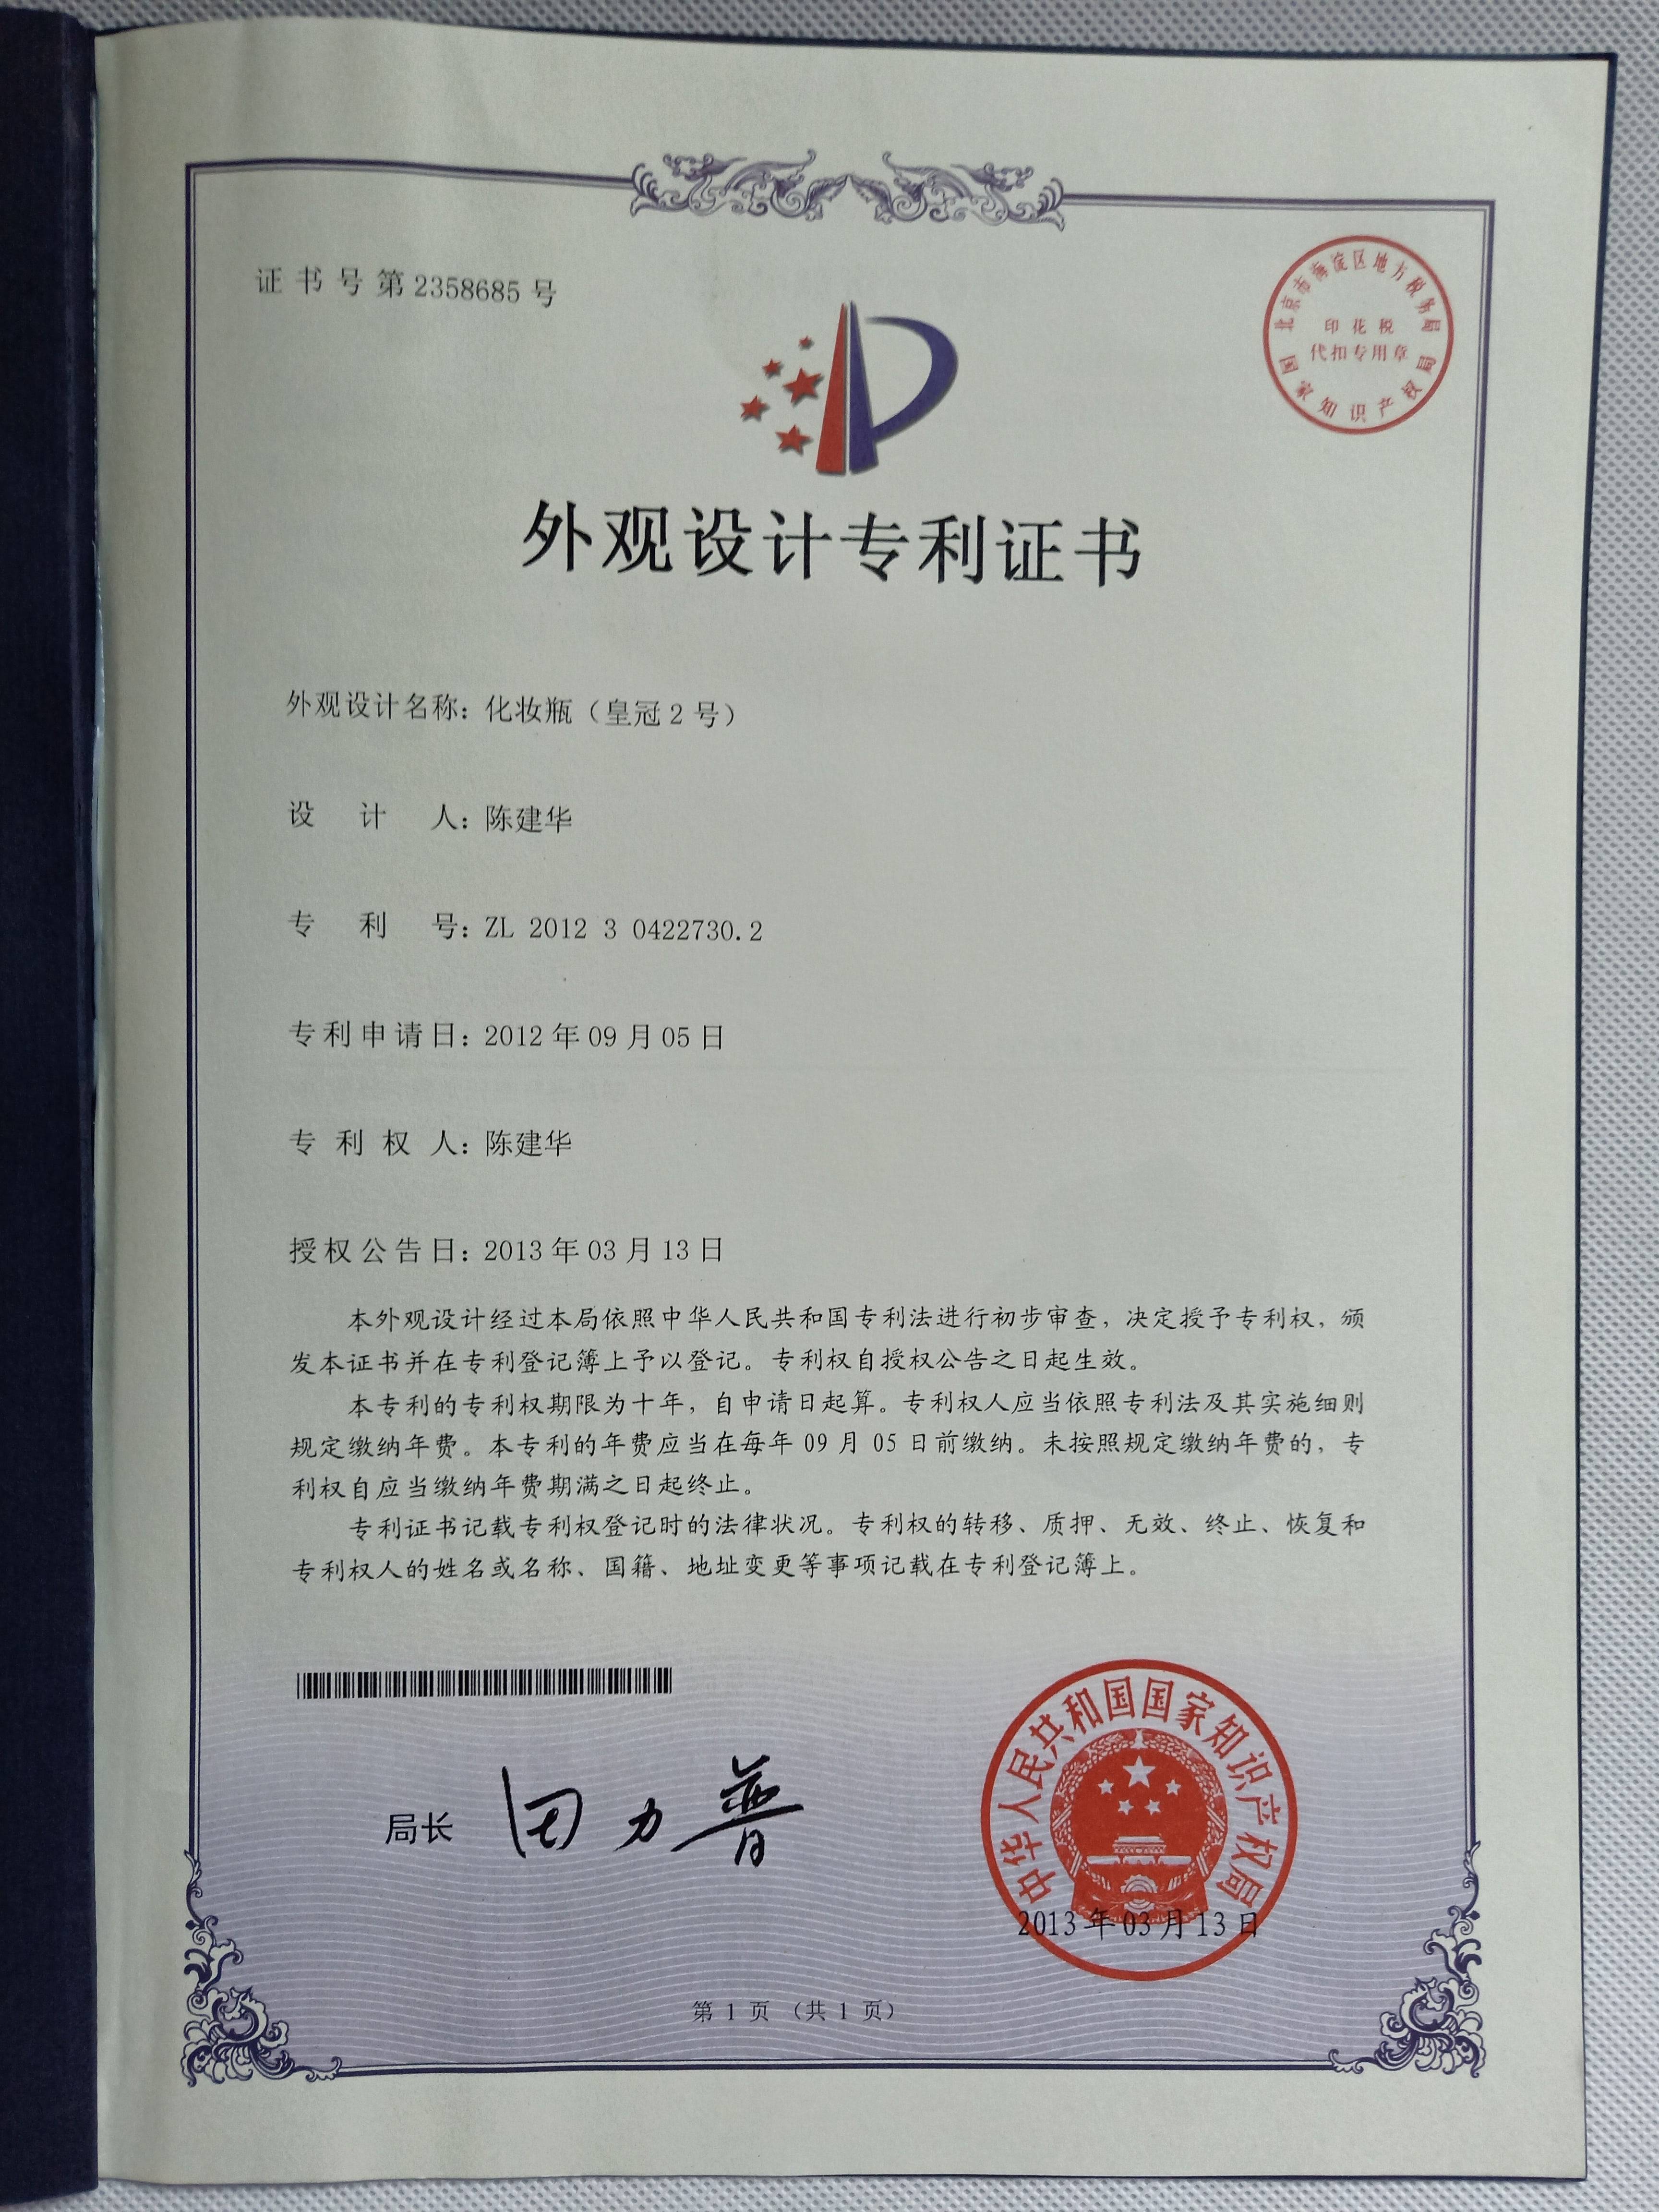 证书号第2358685号
北京市海淀区地方税务局
印花税
代扣专用章
国家知识产权局
外观设计专利证书
外观设计名称：化妆瓶（皇冠2号）
设计人：陈建华
专利号：ZL 2012 3 0422730.2
专利申请日：2012年09月05日
专利权人：陈建华
授权公告日：2013年03月13日
本外观设计经过本局依照中华人民共和国专利法进行初步审查，决定授予专利权，颁
发本证书并在专利登记簿上予以登记。专利权自授权公告之日起生效。
本专利的专利权期限为十年，自申请日起算。专利权人应当依照专利法及其实施细则
规定缴纳年费。本专利的年费应当在每年09月05日前缴纳。未按照规定缴纳年费的，专
利权自应当缴纳年费期满之日起终止。
专利证书记载专利权登记时的法律状况。专利权的转移、质押、无效、终止、恢复和
专利权人的姓名或名称、国籍、地址变更等事项记载在专利登记簿上。
局长 田力普
中华人民共和国国家知识产权局
2013年03月13日
第1页（共1页）